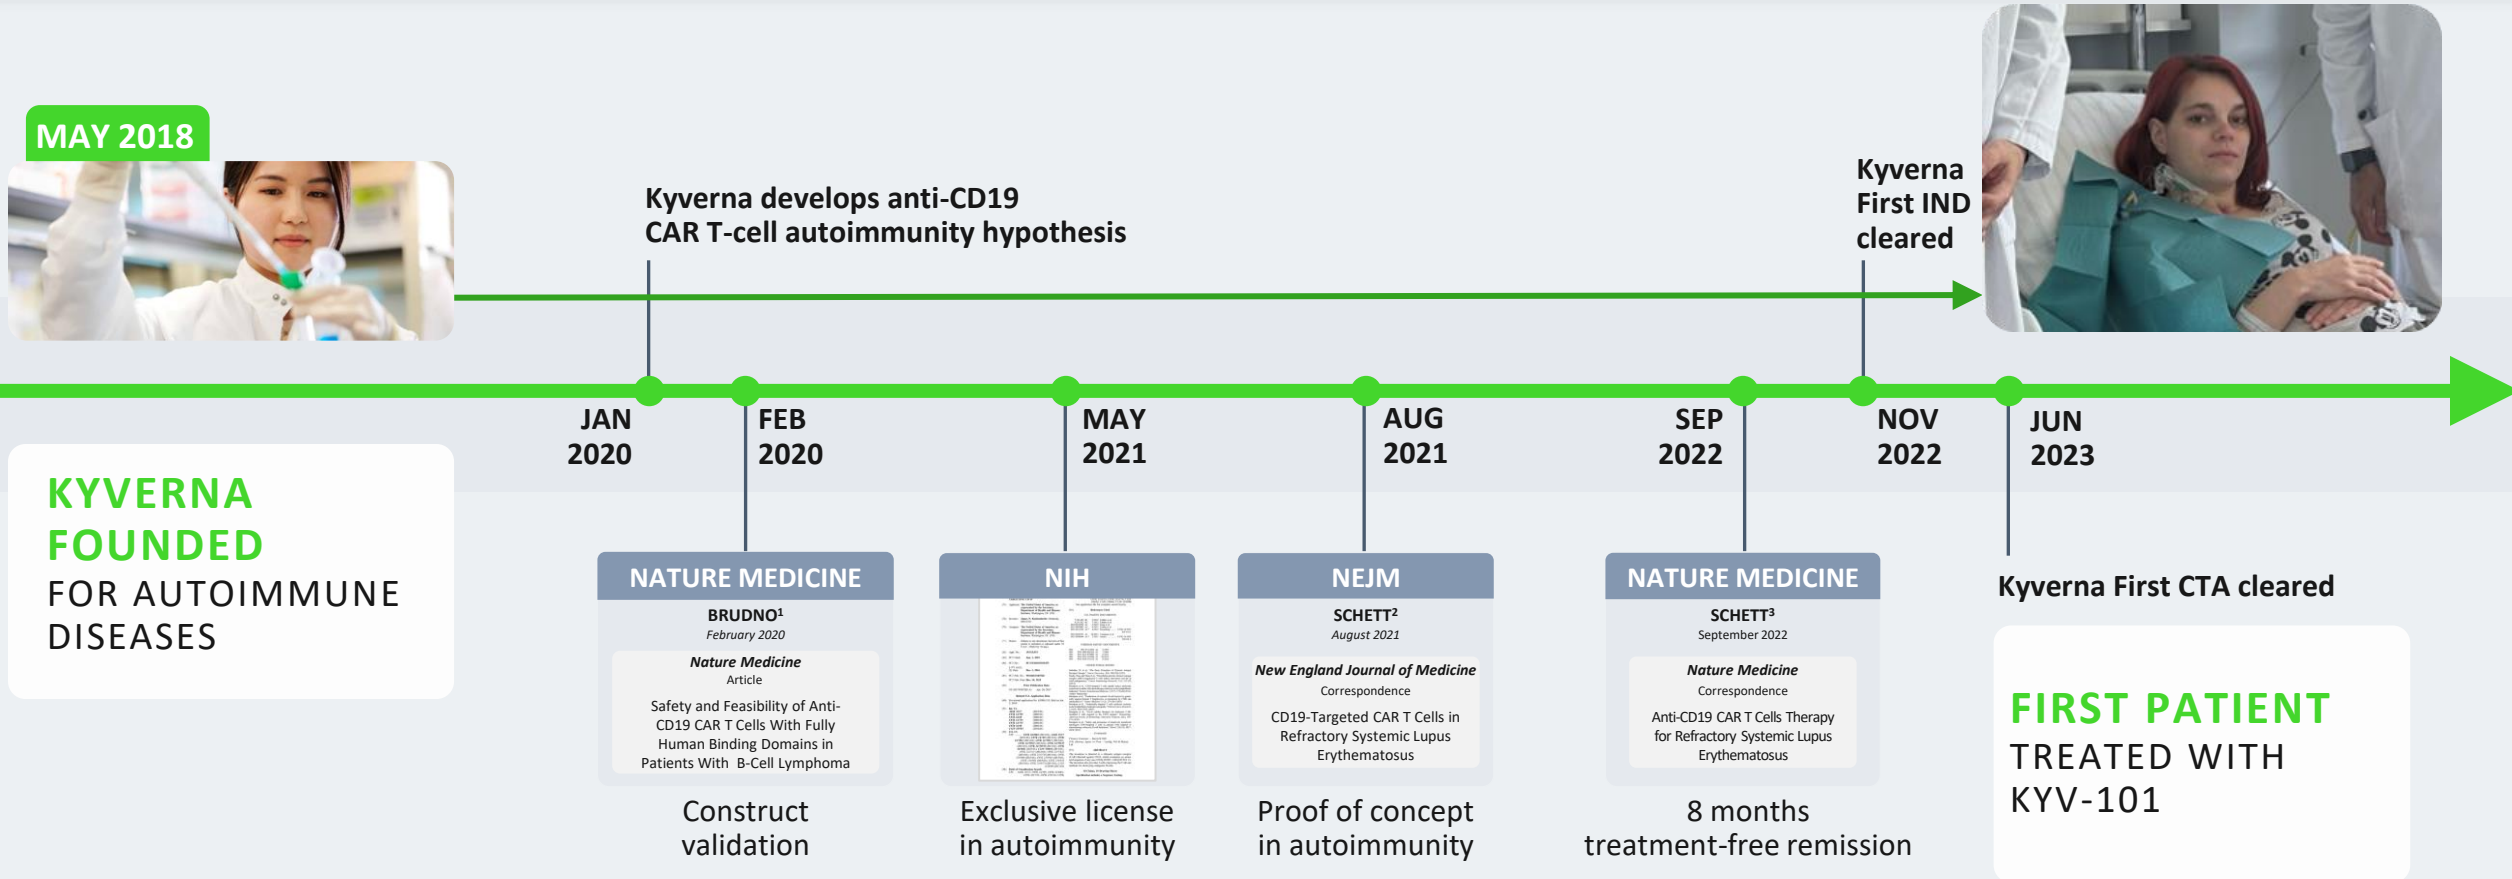 MAY 2018
Kyverna develops anti-CD19
CAR T-cell autoimmunity hypothesis
Kyverna
First IND
cleared
JAN
2020
FEB
2020
MAY
2021
AUG
2021
SEP
2022
NOV
2022
JUN
2023
KYVERNA
FOUNDED
FOR AUTOIMMUNE
DISEASES
NATURE MEDICINE
BRUDNO¹
February 2020
Nature Medicine
Article
Safety and Feasibility of Anti-
CD19 CAR T Cells With Fully
Human Binding Domains in
Patients With B-Cell Lymphoma
Construct
validation
NIH
Exclusive license
in autoimmunity
NEJM
SCHETT²
August 2021
New England Journal of Medicine
Correspondence
CD19-Targeted CAR T Cells in
Refractory Systemic Lupus
Erythematosus
Proof of concept
in autoimmunity
NATURE MEDICINE
SCHETT³
September 2022
Nature Medicine
Correspondence
Anti-CD19 CAR T Cells Therapy
for Refractory Systemic Lupus
Erythematosus
8 months
treatment-free remission
Kyverna First CTA cleared
FIRST PATIENT
TREATED WITH
KYV-101